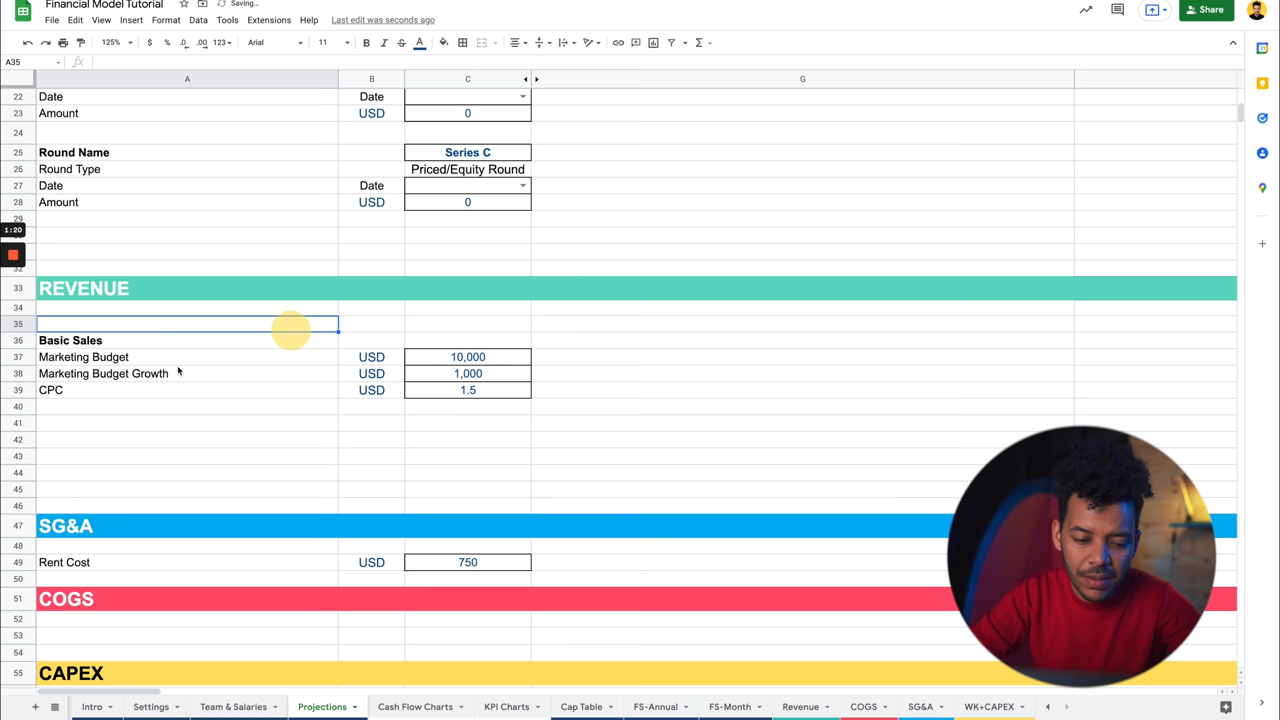 Financial Model Tutorial Saving...
File Edit View Insert Format Data Tools Extensions Help Last edit was seconds ago
Share
125% $ % .0 .00 123 Arial 11 B I S A Σ
A35 fx
A B C G
22 Date Date
23 Amount USD 0
24
25 Round Name Series C
26 Round Type Priced/Equity Round
27 Date Date
28 Amount USD 0
29
1:20
32
33 REVENUE
34
35
36 Basic Sales
37 Marketing Budget USD 10,000
38 Marketing Budget Growth USD 1,000
39 CPC USD 1.5
40
41
42
43
44
45
46
47 SG&A
48
49 Rent Cost USD 750
50
51 COGS
52
53
54
55 CAPEX
Intro Settings Team & Salaries Projections Cash Flow Charts KPI Charts Cap Table FS-Annual FS-Month Revenue COGS SG&A WK+CAPEX